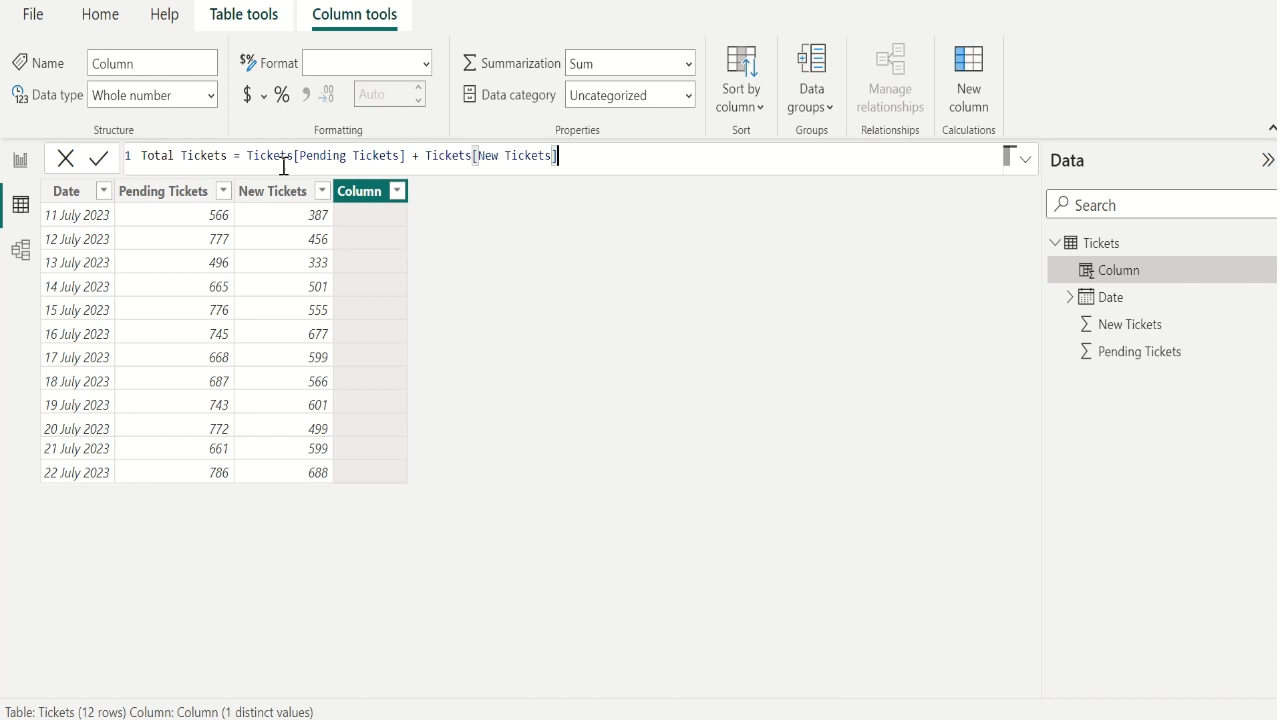 File Home Help Table tools Column tools
Name Column Format Summarization Sum
Data type Whole number $ % Auto Data category Uncategorized
Sort by column
Data groups
Manage relationships
New column
Structure Formatting Properties Sort Groups Relationships Calculations
1 Total Tickets = Tickets[Pending Tickets] + Tickets[New Tickets]
Date Pending Tickets New Tickets Column
11 July 2023 566 387
12 July 2023 777 456
13 July 2023 496 333
14 July 2023 665 501
15 July 2023 776 555
16 July 2023 745 677
17 July 2023 668 599
18 July 2023 687 566
19 July 2023 743 601
20 July 2023 772 499
21 July 2023 661 599
22 July 2023 786 688
Data
Search
Tickets
Column
Date
New Tickets
Pending Tickets
Table: Tickets (12 rows) Column: Column (1 distinct values)